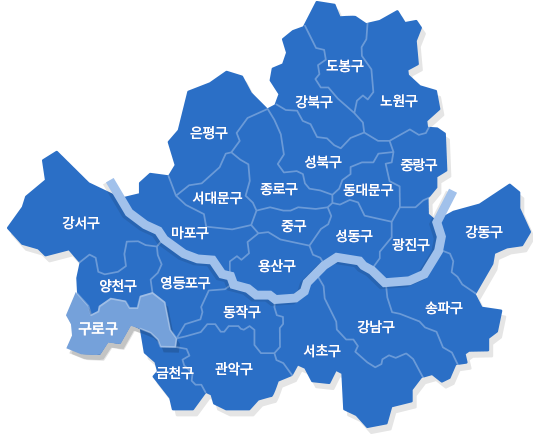 도봉구
강북구
노원구
은평구
성북구
중랑구
서대문구
종로구
동대문구
강서구
마포구
중구
성동구
광진구
강동구
용산구
양천구
영등포구
동작구
송파구
구로구
강남구
서초구
금천구
관악구